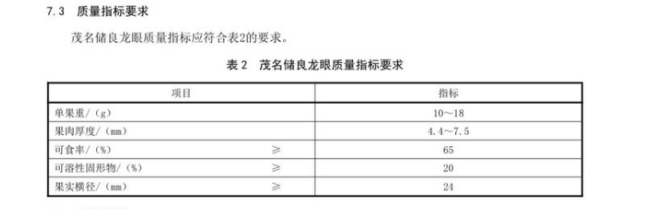 7.3 质量指标要求
茂名储良龙眼质量指标应符合表2的要求。
表 2 茂名储良龙眼质量指标要求
项目 指标
单果重/（g） 10～18
果肉厚度/（mm） 4.4～7.5
可食率/（%） ≥ 65
可溶性固形物/（%） ≥ 20
果实横径/（mm） ≥ 24